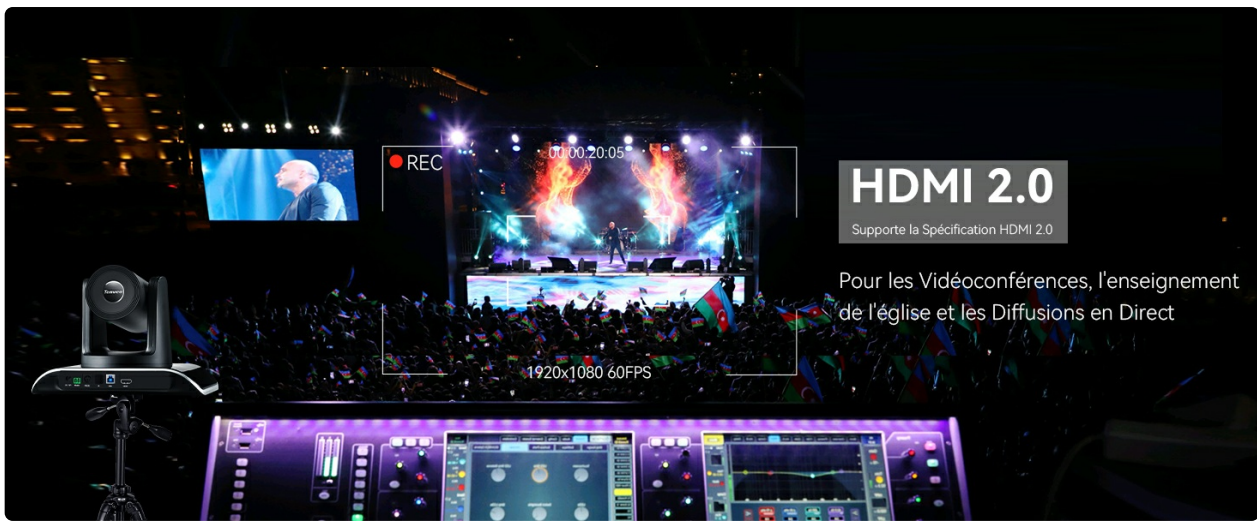 REC
00:00:20:05
HDMI 2.0
Supporte la Spécification HDMI 2.0
Pour les Vidéoconférences, l'enseignement
de l'église et les Diffusions en Direct
1920x1080 60FPS